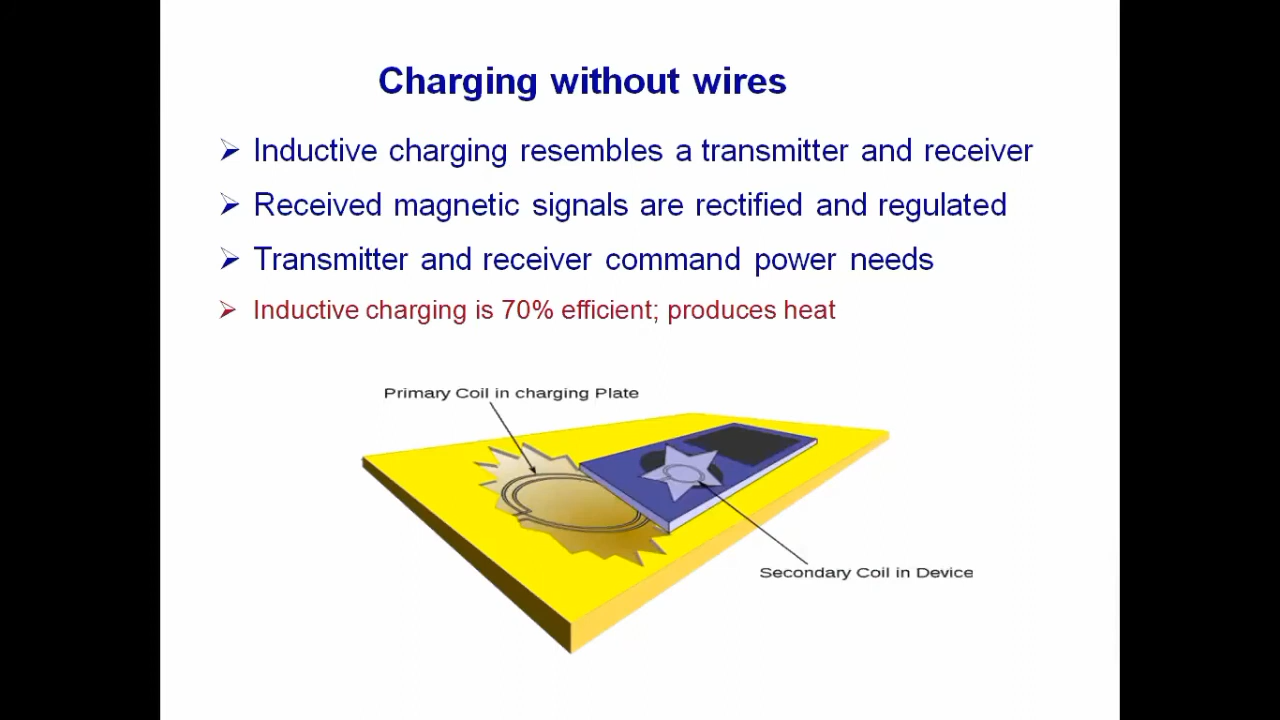 Charging without wires
Inductive charging resembles a transmitter and receiver
Received magnetic signals are rectified and regulated
Transmitter and receiver command power needs
Inductive charging is 70% efficient; produces heat
Primary Coil in charging Plate
Secondary Coil in Device